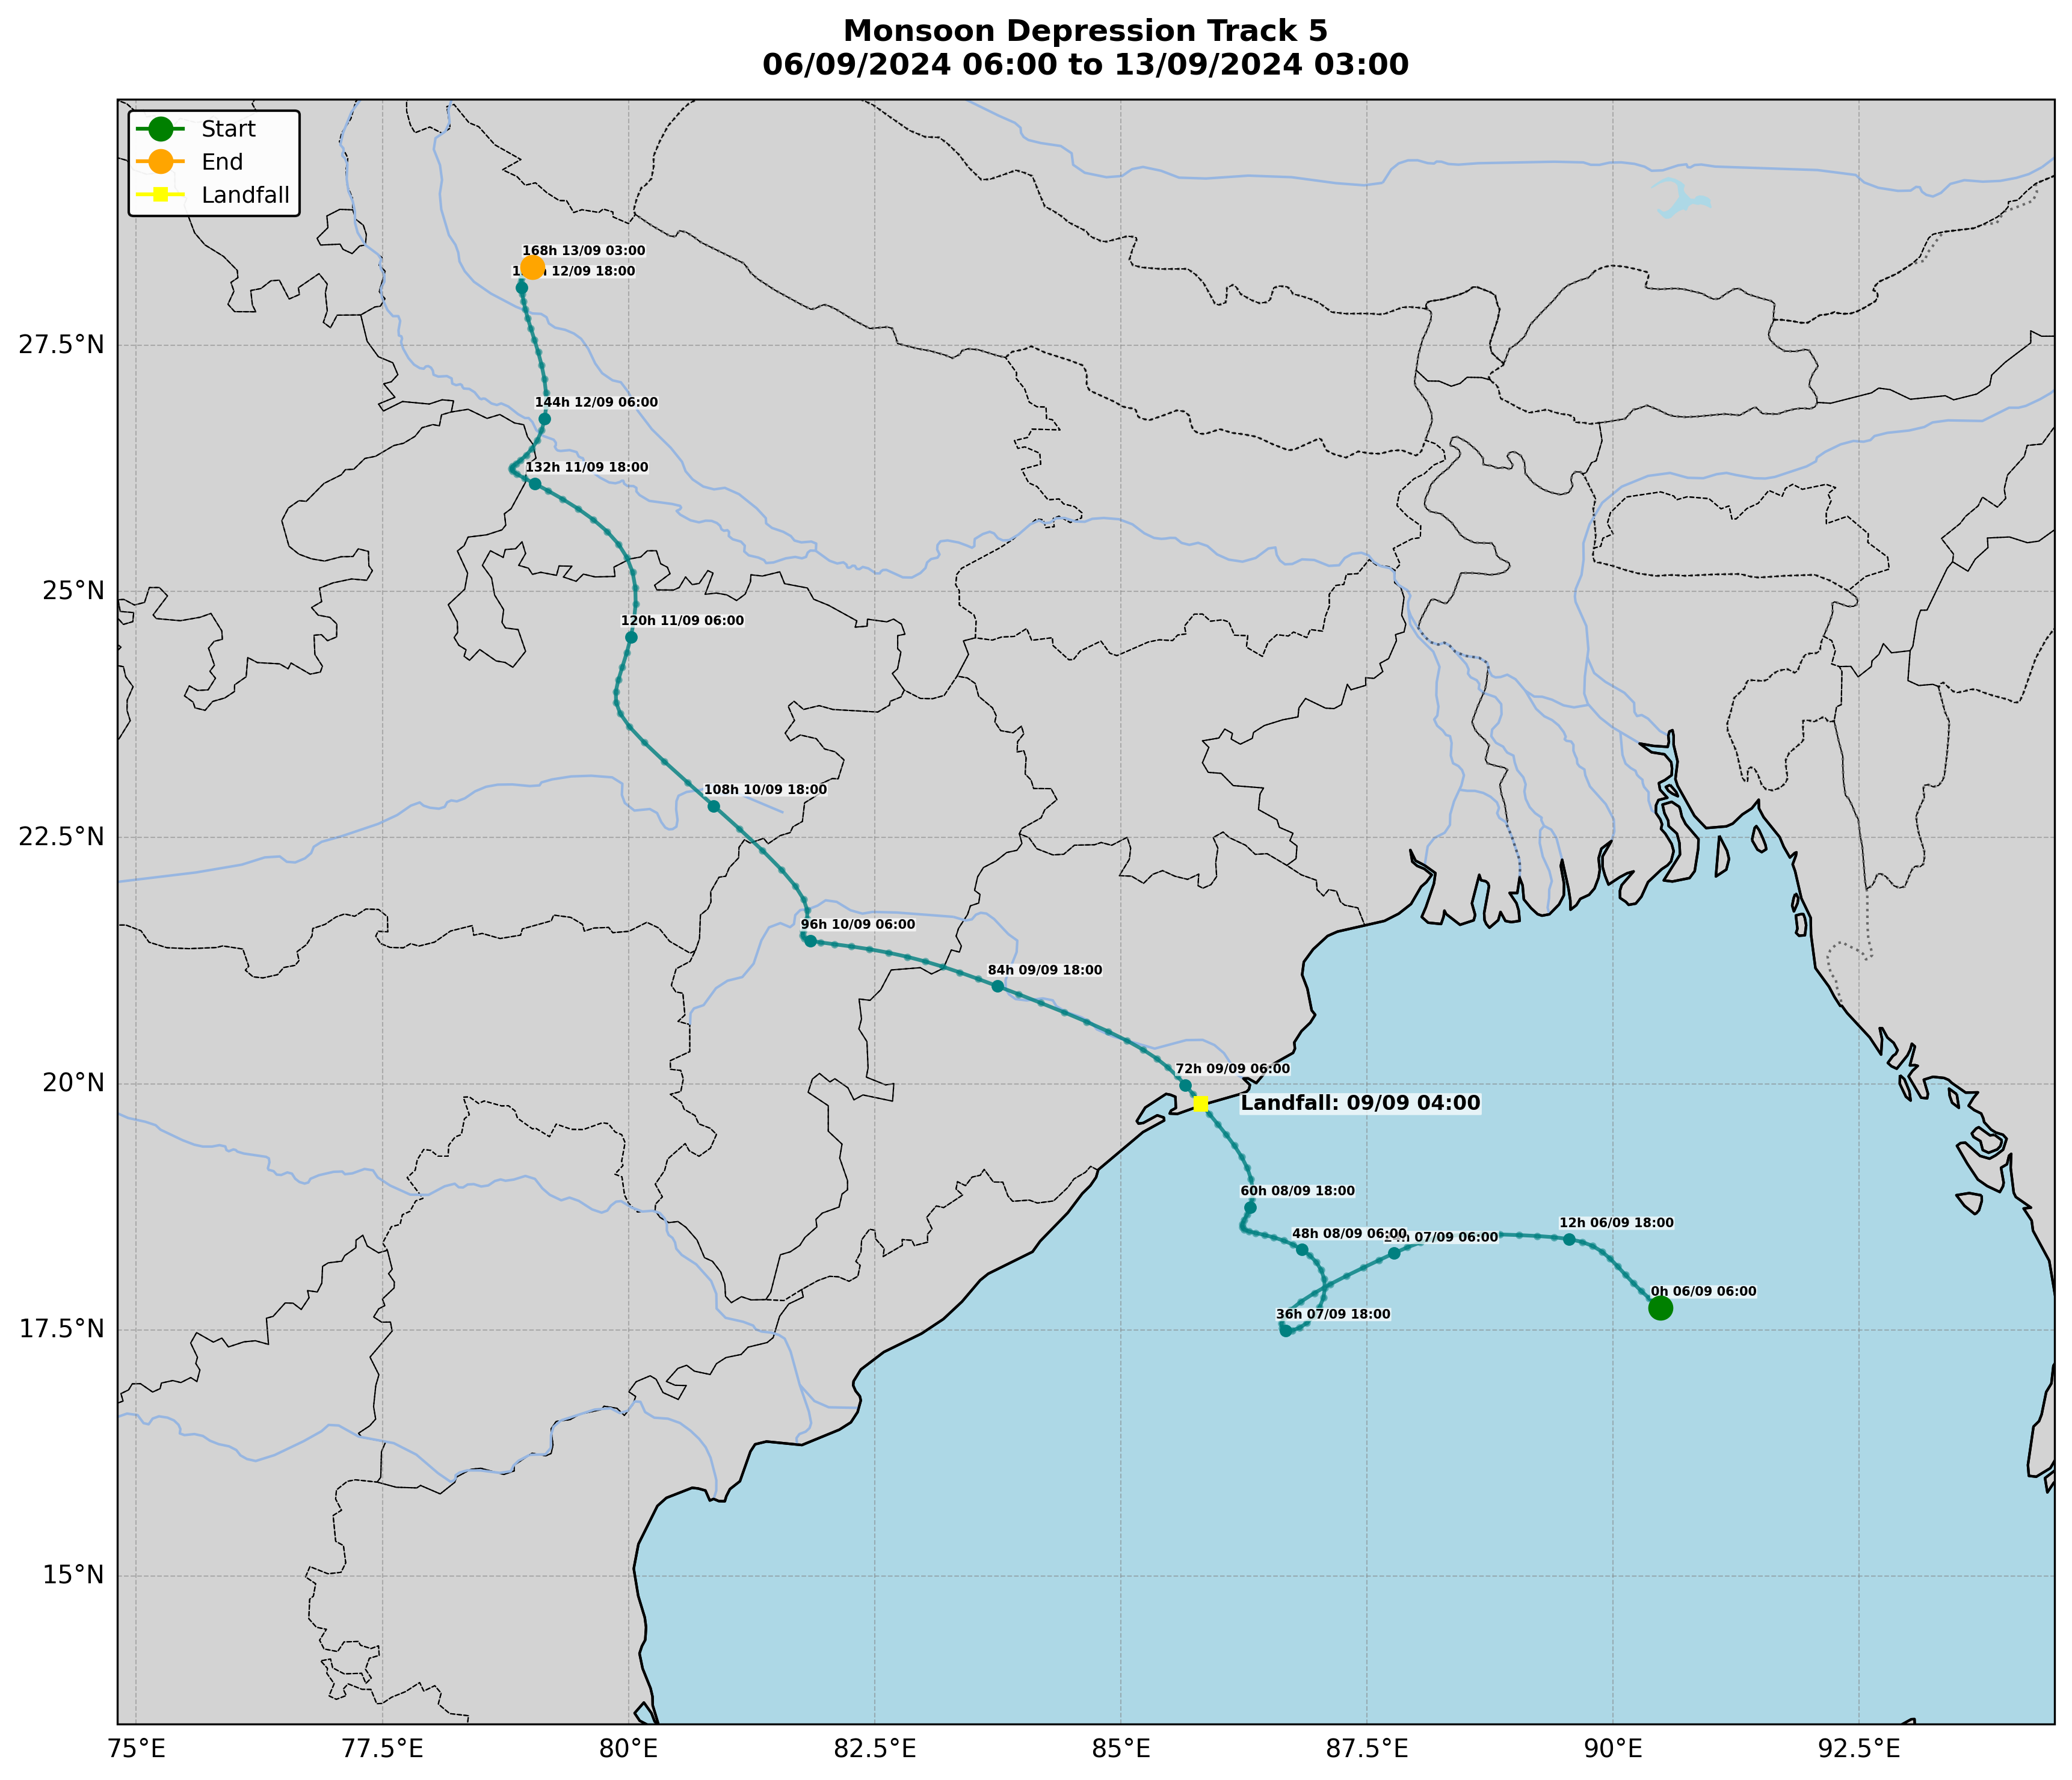 Monsoon Depression Track 5
06/09/2024 06:00 to 13/09/2024 03:00
Start
End
Landfall
168h 13/09 03:00
12/09 18:00
144h 12/09 06:00
132h 11/09 18:00
120h 11/09 06:00
108h 10/09 18:00
96h 10/09 06:00
84h 09/09 18:00
72h 09/09 06:00
Landfall: 09/09 04:00
60h 08/09 18:00
12h 06/09 18:00
48h 08/09 06:00
07/09 06:00
0h 06/09 06:00
36h 07/09 18:00
27.5°N
25°N
22.5°N
20°N
17.5°N
15°N
75°E
77.5°E
80°E
82.5°E
85°E
87.5°E
90°E
92.5°E